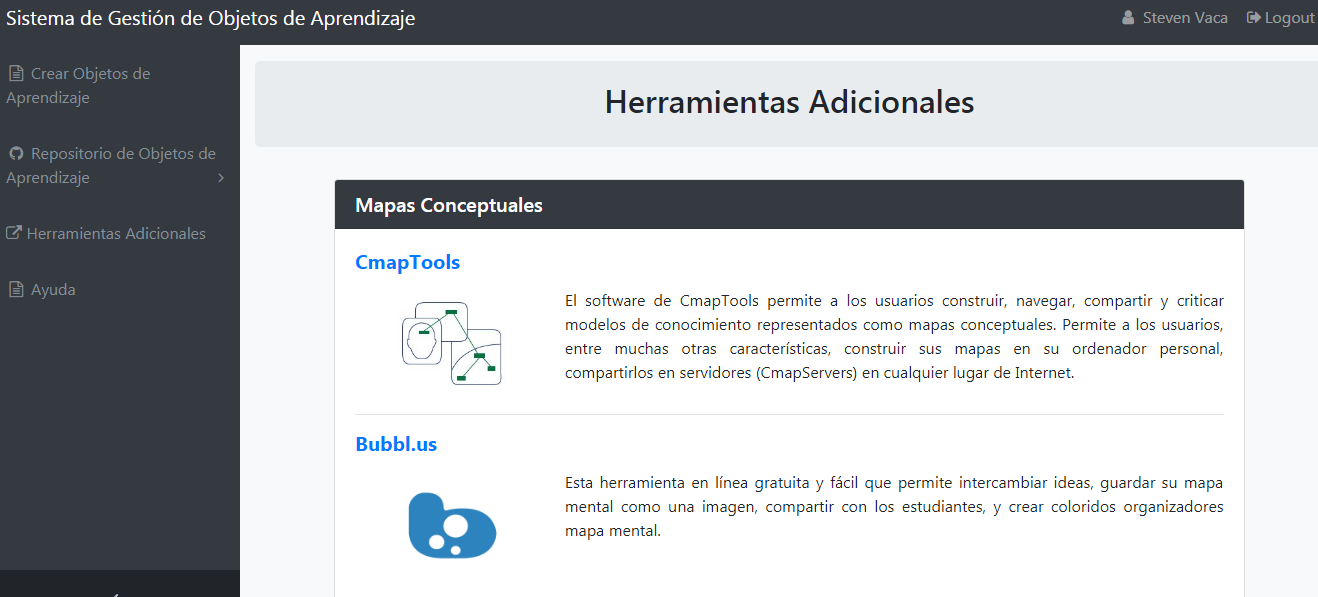 Sistema de Gestión de Objetos de Aprendizaje
Steven Vaca
Logout
Crear Objetos de
Aprendizaje
Repositorio de Objetos de
Aprendizaje
Herramientas Adicionales
Ayuda
Herramientas Adicionales
Mapas Conceptuales
CmapTools
El software de CmapTools permite a los usuarios construir, navegar, compartir y criticar
modelos de conocimiento representados como mapas conceptuales. Permite a los usuarios,
entre muchas otras características, construir sus mapas en su ordenador personal,
compartirlos en servidores (CmapServers) en cualquier lugar de Internet.
Bubbl.us
Esta herramienta en línea gratuita y fácil que permite intercambiar ideas, guardar su mapa
mental como una imagen, compartir con los estudiantes, y crear coloridos organizadores
mapa mental.